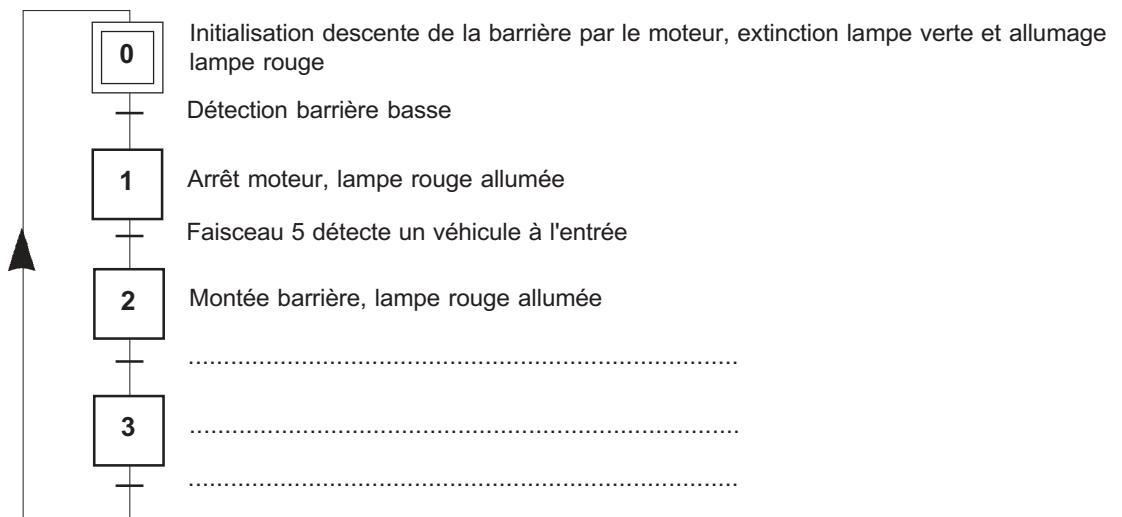 0
Initialisation descente de la barrière par le moteur, extinction lampe verte et allumage
lampe rouge
Détection barrière basse
1
Arrêt moteur, lampe rouge allumée
Faisceau 5 détecte un véhicule à l'entrée
2
Montée barrière, lampe rouge allumée
..............................................................................
3
..............................................................................
..............................................................................